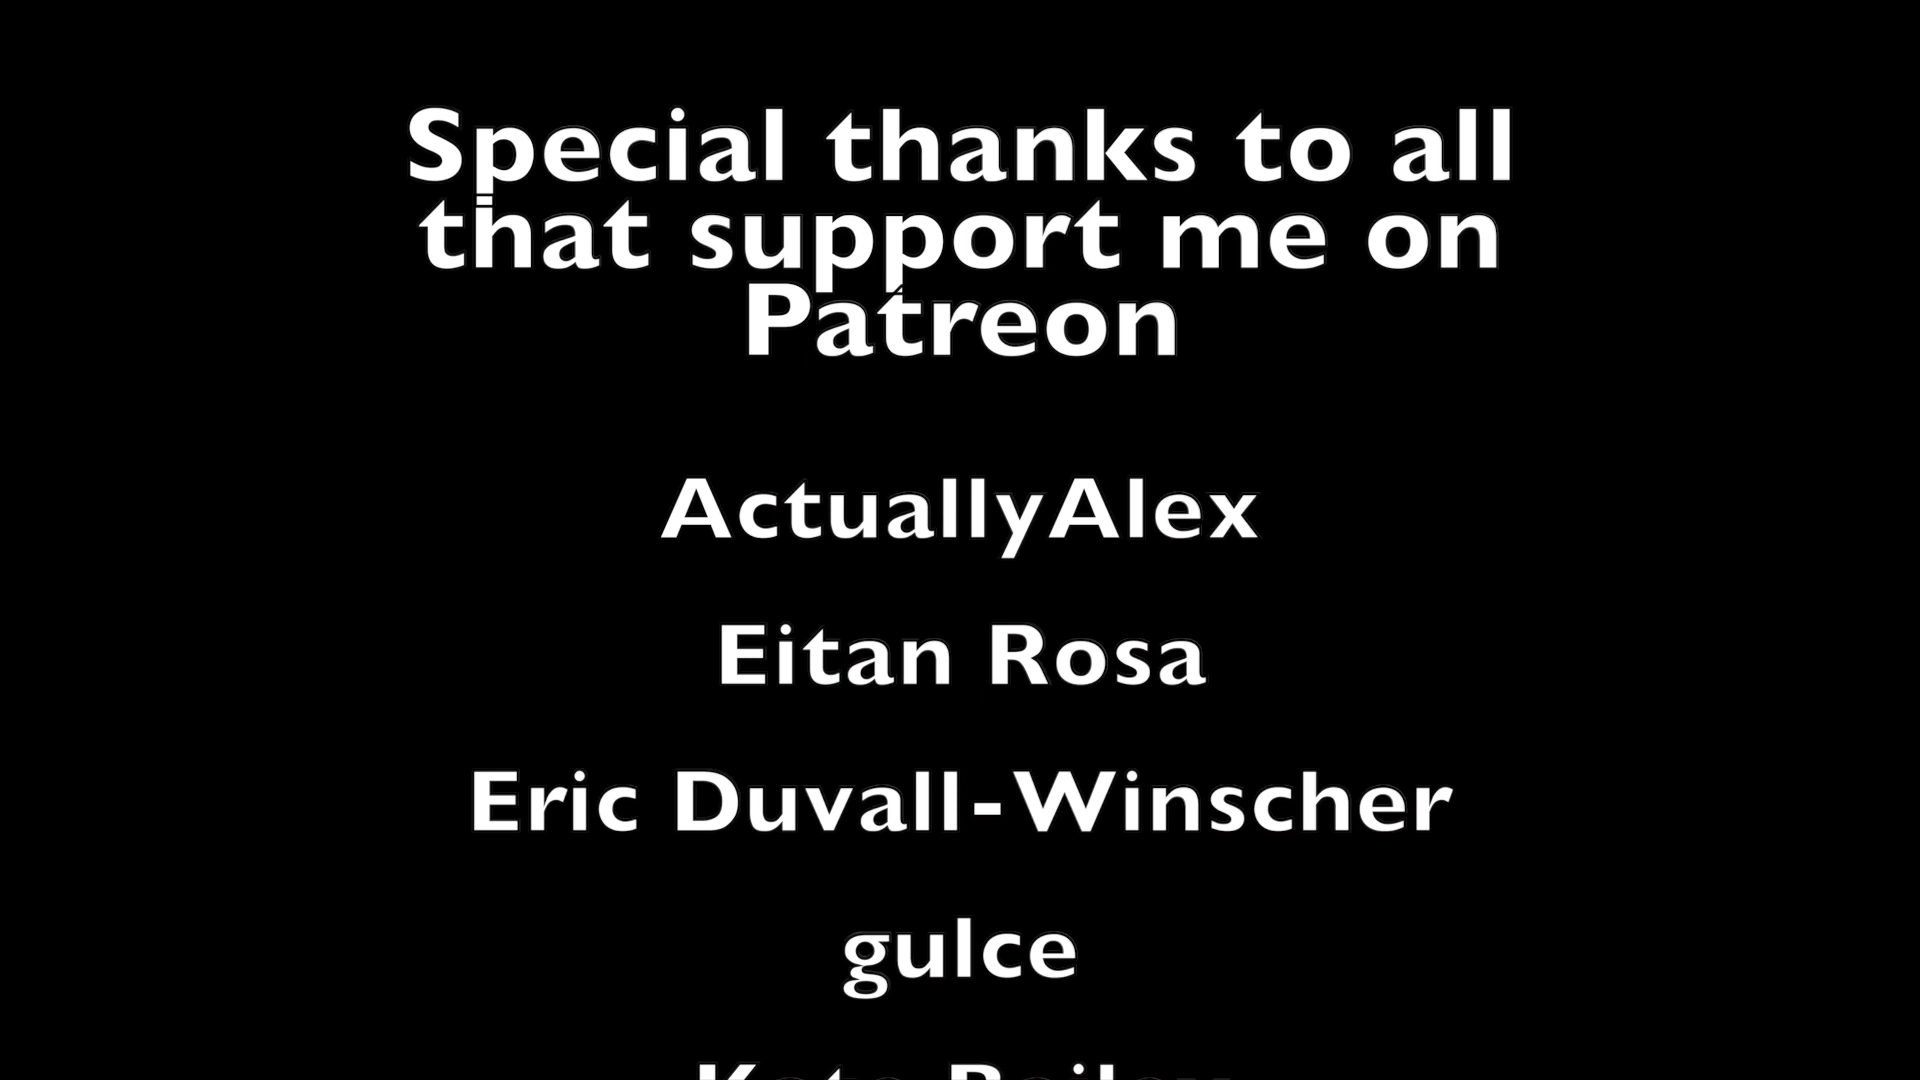 Special thanks to all
that support me on
Patreon
ActuallyAlex
Eitan Rosa
Eric Duvall-Winscher
gulce